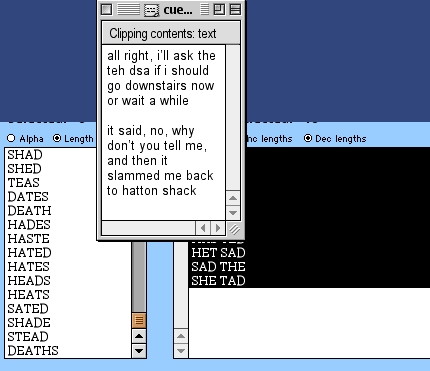 cue...
Clipping contents: text
all right, i'll ask the
teh dsa if i should
go downstairs now
or wait a while
it said, no, why
don't you tell me,
and then it
slammed me back
to hatton shack
Alpha
Length
lengths
Dec lengths
SHAD
SHED
TEAS
DATES
DEATH
HADES
HASTE
HATED
HATES
HEADS
HEATS
SATED
SHADE
STEAD
DEATHS
HET SAD
SAD THE
SHE TAD